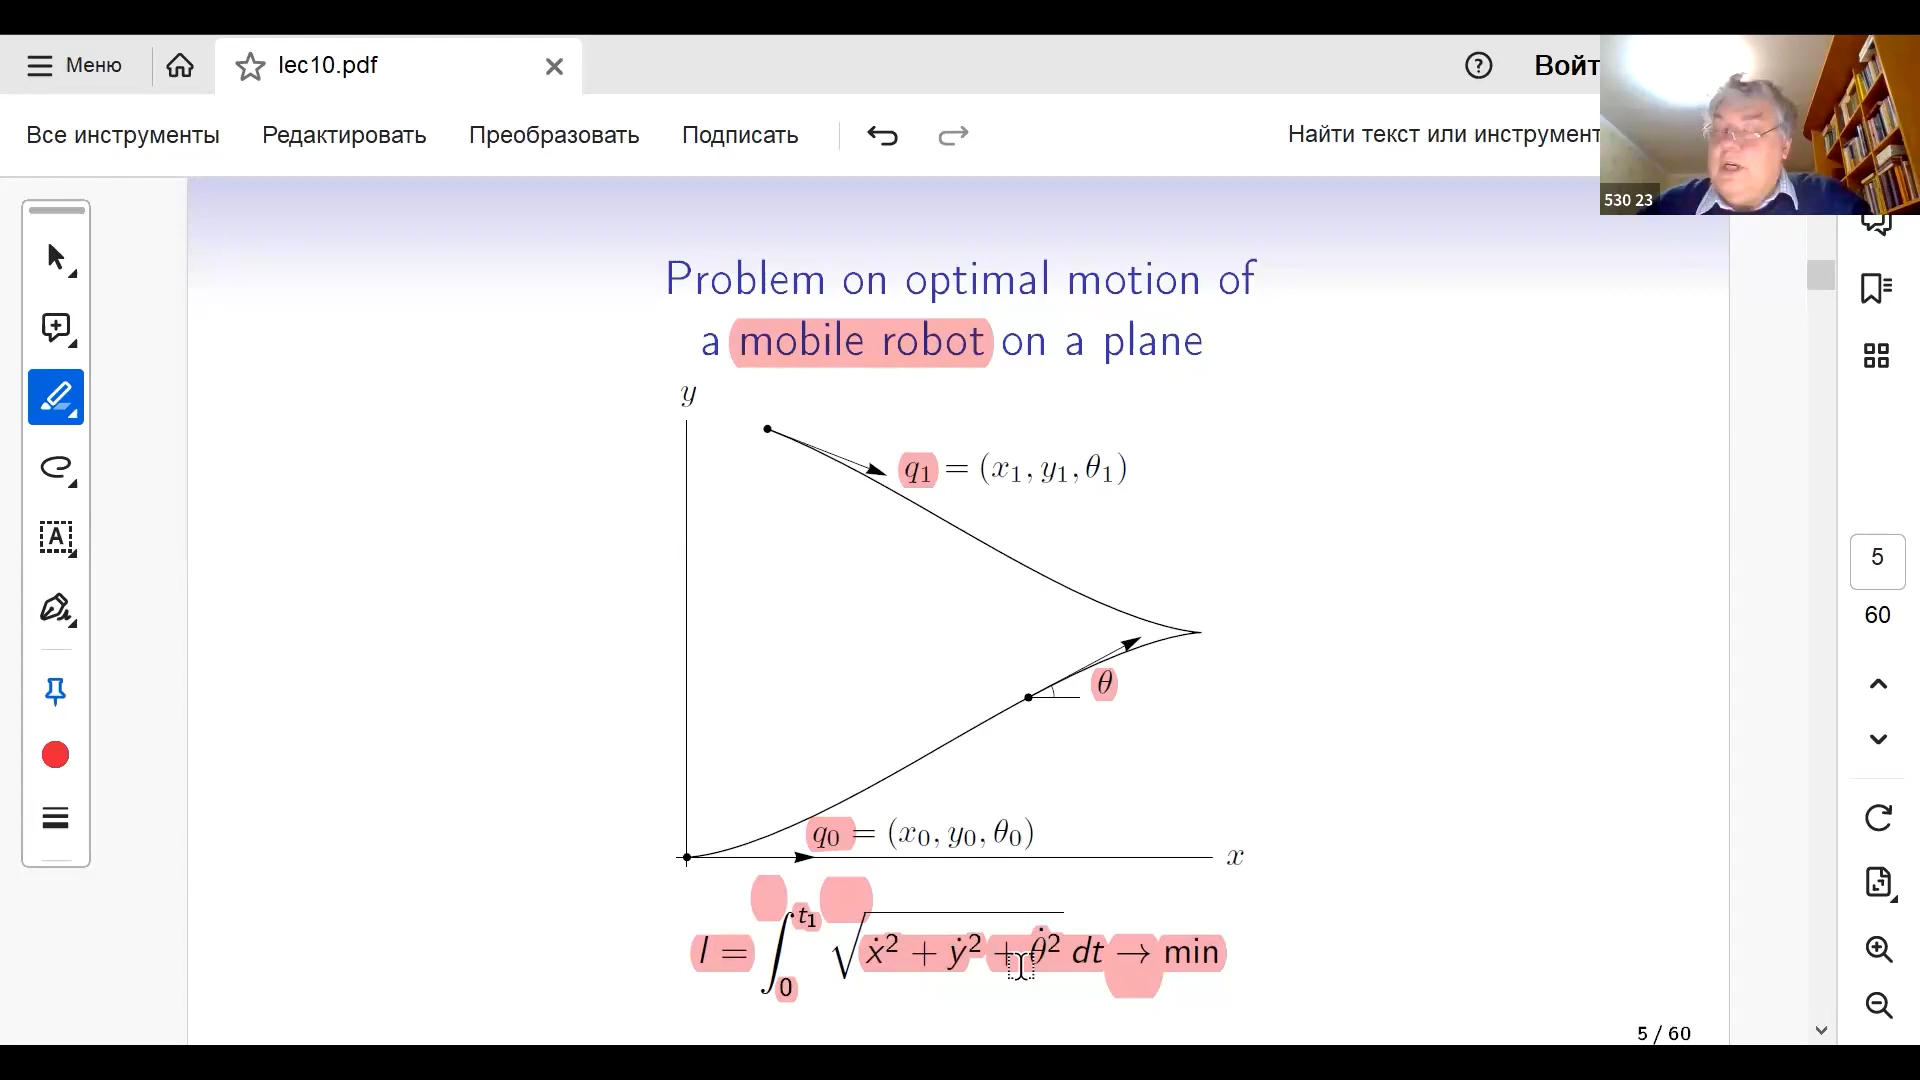 Меню
lec10.pdf
Войт
Все инструменты
Редактировать
Преобразовать
Подписать
Найти текст или инструмент
530 23
Problem on optimal motion of
a mobile robot on a plane
y
q₁ = (x₁, y₁, θ₁)
θ
q₀ = (x₀, y₀, θ₀)
x
l = ∫₀^{t₁} √(ẋ² + ẏ² + θ̇²) dt → min
5 / 60
A
5
60